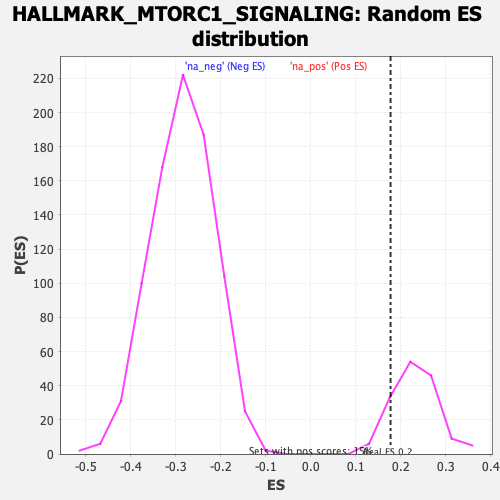 HALLMARK_MTORC1_SIGNALING: Random ES
distribution
'na_neg' (Neg ES) 'na_pos' (Pos ES)
P(ES)
220
200
180
160
140
120
100
80
60
40
20
0
Sets with pos scores: 15%
Real ES 0.2
-0.5 -0.4 -0.3 -0.2 -0.1 0.0 0.1 0.2 0.3 0.4
ES